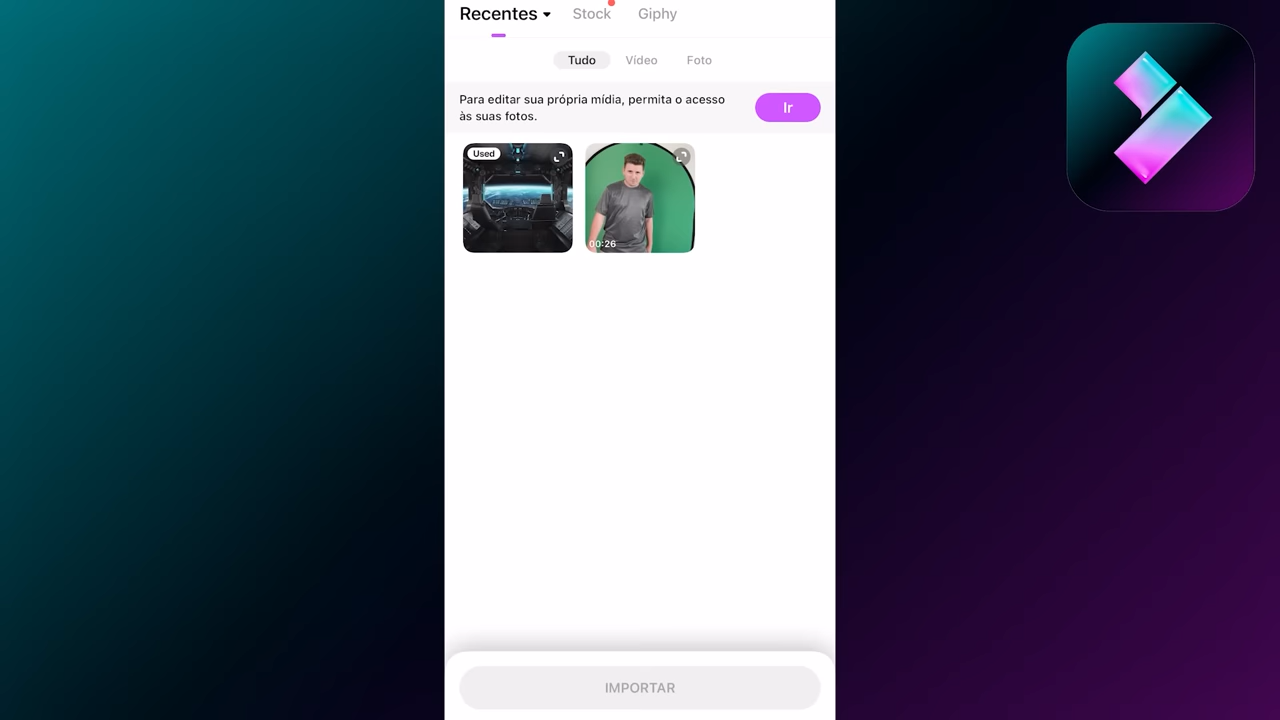 Recentes
Stock
Giphy
Tudo
Vídeo
Foto
Para editar sua própria mídia, permita o acesso
às suas fotos.
Ir
Used
00:26
IMPORTAR